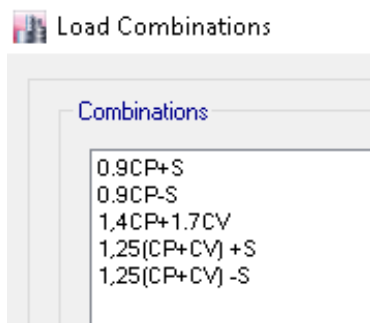 Load Combinations
Combinations
0.9CP+S
0.9CP-S
1,4CP+1.7CV
1,25(CP+CV) +S
1,25(CP+CV) -S